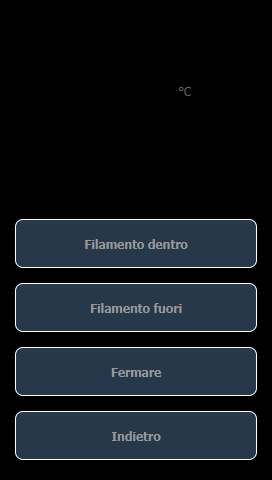 °C
Filamento dentro
Filamento fuori
Fermare
Indietro